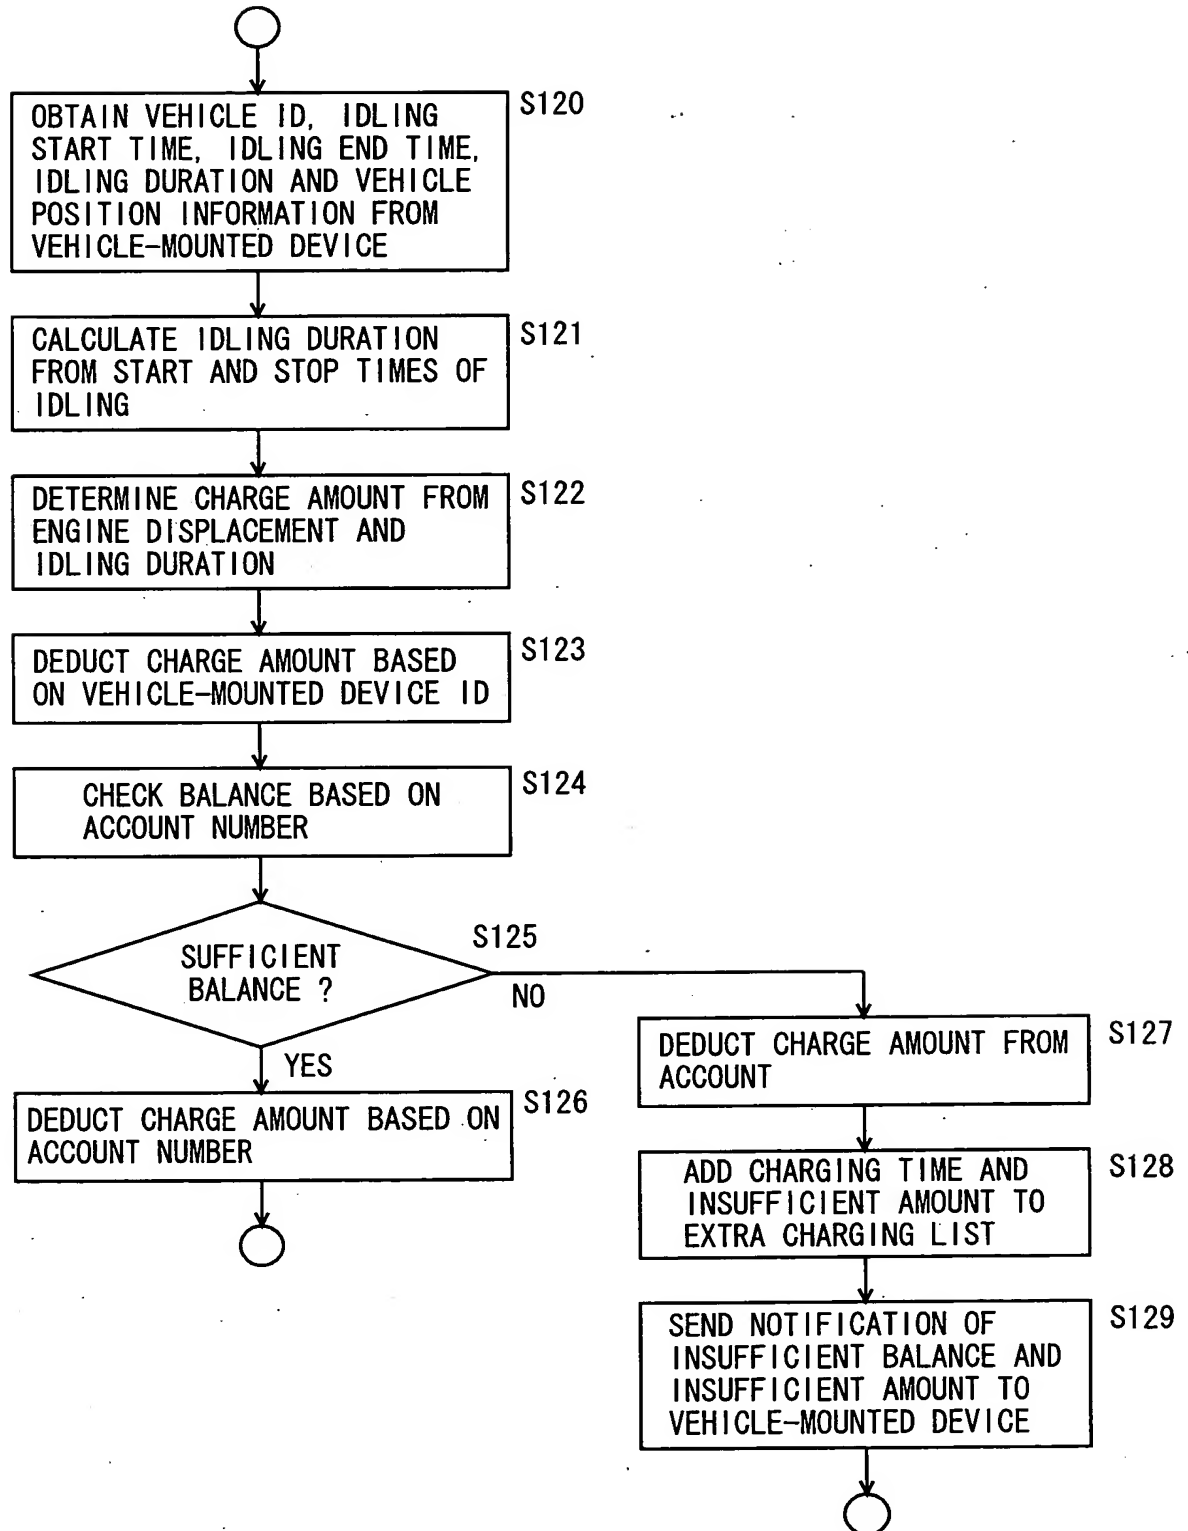 S120
OBTAIN VEHICLE ID, IDLING
START TIME, IDLING END TIME,
IDLING DURATION AND VEHICLE
POSITION INFORMATION FROM
VEHICLE-MOUNTED DEVICE
S121
CALCULATE IDLING DURATION
FROM START AND STOP TIMES OF
IDLING
S122
DETERMINE CHARGE AMOUNT FROM
ENGINE DISPLACEMENT AND
IDLING DURATION
S123
DEDUCT CHARGE AMOUNT BASED
ON VEHICLE-MOUNTED DEVICE ID
S124
CHECK BALANCE BASED ON
ACCOUNT NUMBER
S125
SUFFICIENT
BALANCE ?
NO
YES
S126
DEDUCT CHARGE AMOUNT BASED ON
ACCOUNT NUMBER
S127
DEDUCT CHARGE AMOUNT FROM
ACCOUNT
S128
ADD CHARGING TIME AND
INSUFFICIENT AMOUNT TO
EXTRA CHARGING LIST
S129
SEND NOTIFICATION OF
INSUFFICIENT BALANCE AND
INSUFFICIENT AMOUNT TO
VEHICLE-MOUNTED DEVICE